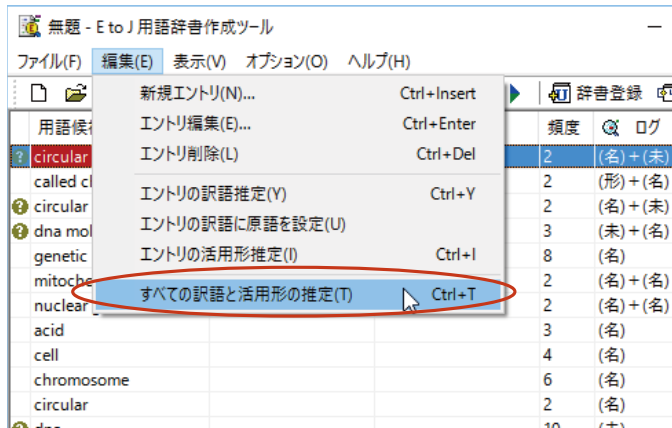 無題 - E to J 用語辞書作成ツール
ファイル(F) 編集(E) 表示(V) オプション(O) ヘルプ(H)
新規エントリ(N)... Ctrl+Insert
エントリ編集(E)... Ctrl+Enter
エントリ削除(L) Ctrl+Del
エントリの訳語推定(Y) Ctrl+Y
エントリの訳語に原語を設定(U)
エントリの活用形推定(I) Ctrl+I
すべての訳語と活用形の推定(T) Ctrl+T
辞書登録
用語候 頻度 ログ
? circular 2 (名)+(未)
called 2 (形)+(名)
? circular 2 (名)+(未)
? dna mol 3 (未)+(名)
genetic 8 (名)
mitoche 2 (名)+(名)
nuclear 2 (名)+(名)
acid 3 (名)
cell 4 (名)
chromosome 6 (名)
circular 2 (名)